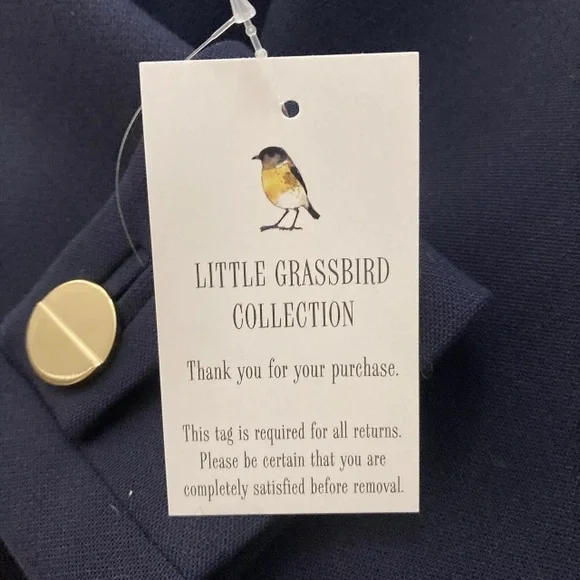 LITTLE GRASSBIRD
COLLECTION
Thank you for your purchase.
This tag is required for all returns.
Please be certain that you are
completely satisfied before removal.